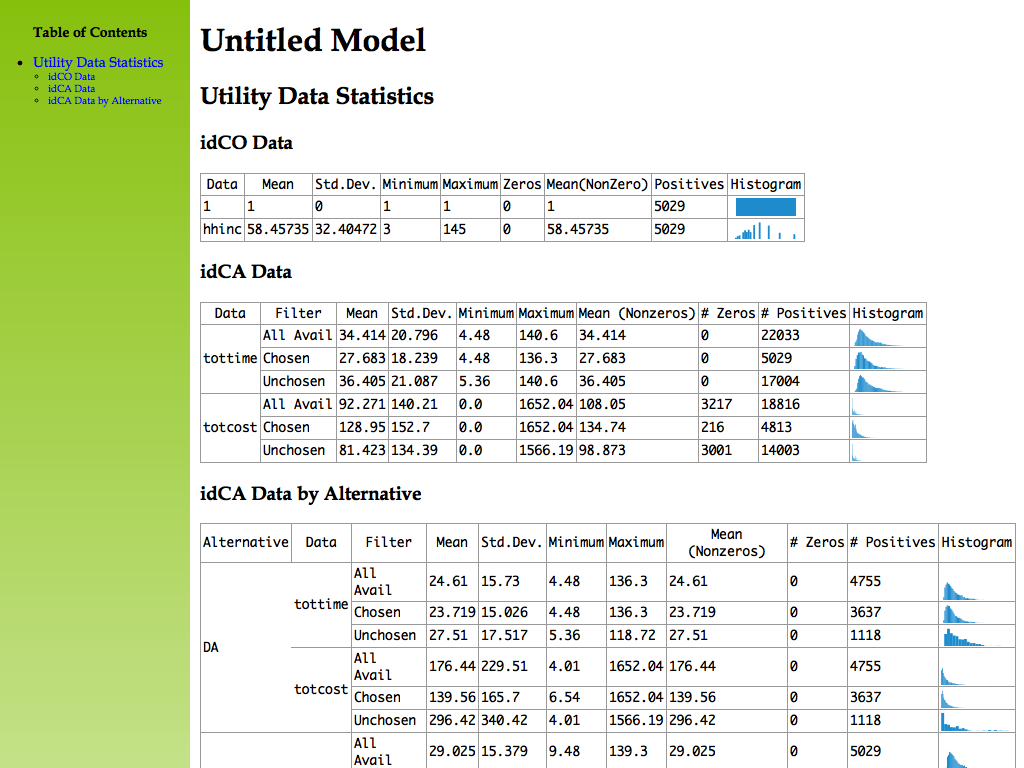 Table of Contents
Utility Data Statistics
idCO Data
idCA Data
idCA Data by Alternative
Untitled Model
Utility Data Statistics
idCO Data
Data Mean Std.Dev. Minimum Maximum Zeros Mean(NonZero) Positives Histogram
1 1 0 1 1 0 1 5029
hhinc 58.45735 32.40472 3 145 0 58.45735 5029
idCA Data
Data Filter Mean Std.Dev. Minimum Maximum Mean (Nonzeros) # Zeros # Positives Histogram
tottime All Avail 34.414 20.796 4.48 140.6 34.414 0 22033
Chosen 27.683 18.239 4.48 136.3 27.683 0 5029
Unchosen 36.405 21.087 5.36 140.6 36.405 0 17004
totcost All Avail 92.271 140.21 0.0 1652.04 108.05 3217 18816
Chosen 128.95 152.7 0.0 1652.04 134.74 216 4813
Unchosen 81.423 134.39 0.0 1566.19 98.873 3001 14003
idCA Data by Alternative
Alternative Data Filter Mean Std.Dev. Minimum Maximum Mean (Nonzeros) # Zeros # Positives Histogram
DA tottime All Avail 24.61 15.73 4.48 136.3 24.61 0 4755
Chosen 23.719 15.026 4.48 136.3 23.719 0 3637
Unchosen 27.51 17.517 5.36 118.72 27.51 0 1118
totcost All Avail 176.44 229.51 4.01 1652.04 176.44 0 4755
Chosen 139.56 165.7 6.54 1652.04 139.56 0 3637
Unchosen 296.42 340.42 4.01 1566.19 296.42 0 1118
All Avail 29.025 15.379 9.48 139.3 29.025 0 5029